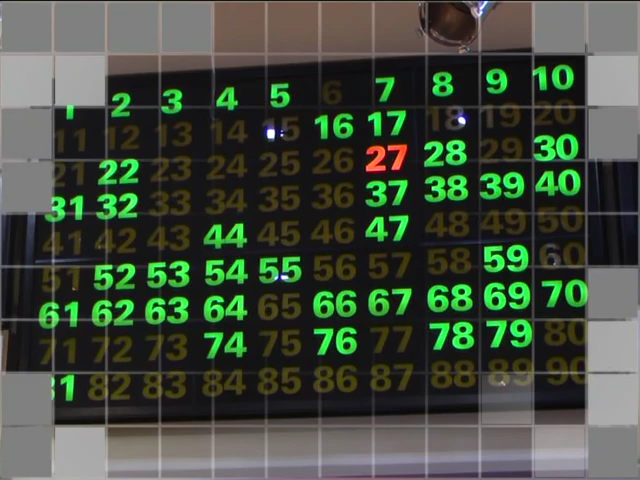 1 2 3 4 5 6 7 8 9 10
11 12 13 14 15 16 17 18 19 20
21 22 23 24 25 26 27 28 29 30
31 32 33 34 35 36 37 38 39 40
41 42 43 44 45 46 47 48 49 50
51 52 53 54 55 56 57 58 59 60
61 62 63 64 65 66 67 68 69 70
71 72 73 74 75 76 77 78 79 80
81 82 83 84 85 86 87 88 89 90